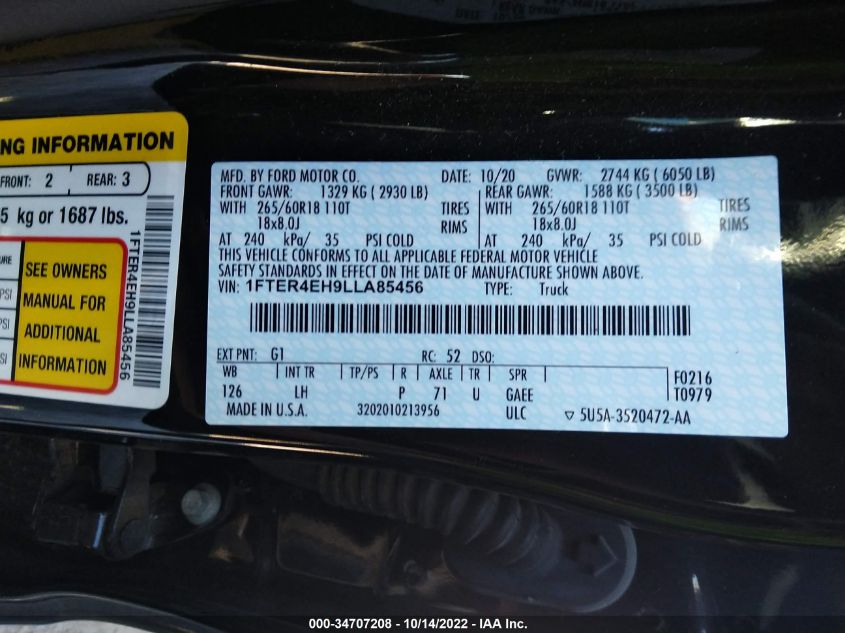 NG INFORMATION
FRONT: 2 REAR: 3
5 kg or 1687 lbs.
SEE OWNERS
MANUAL FOR
ADDITIONAL
INFORMATION
PSI
PSI
SI
1FTER4EH9LLA85456
MFD. BY FORD MOTOR CO. DATE: 10/20 GVWR: 2744 KG ( 6050 LB)
FRONT GAWR: 1329 KG ( 2930 LB) REAR GAWR: 1588 KG ( 3500 LB)
WITH 265/60R18 110T TIRES WITH 265/60R18 110T TIRES
18x8.0J RIMS 18x8.0J RIMS
AT 240 kPa/ 35 PSI COLD AT 240 kPa/ 35 PSI COLD
THIS VEHICLE CONFORMS TO ALL APPLICABLE FEDERAL MOTOR VEHICLE
SAFETY STANDARDS IN EFFECT ON THE DATE OF MANUFACTURE SHOWN ABOVE.
VIN: 1FTER4EH9LLA85456 TYPE: Truck
EXT PNT: G1 RC: 52 DSO:
WB INT TR TP/PS R AXLE TR SPR F0216
126 LH P 71 U GAEE T0979
MADE IN U.S.A. 3202010213956 ULC 5U5A-3520472-AA
000-34707208 - 10/14/2022 - IAA Inc.